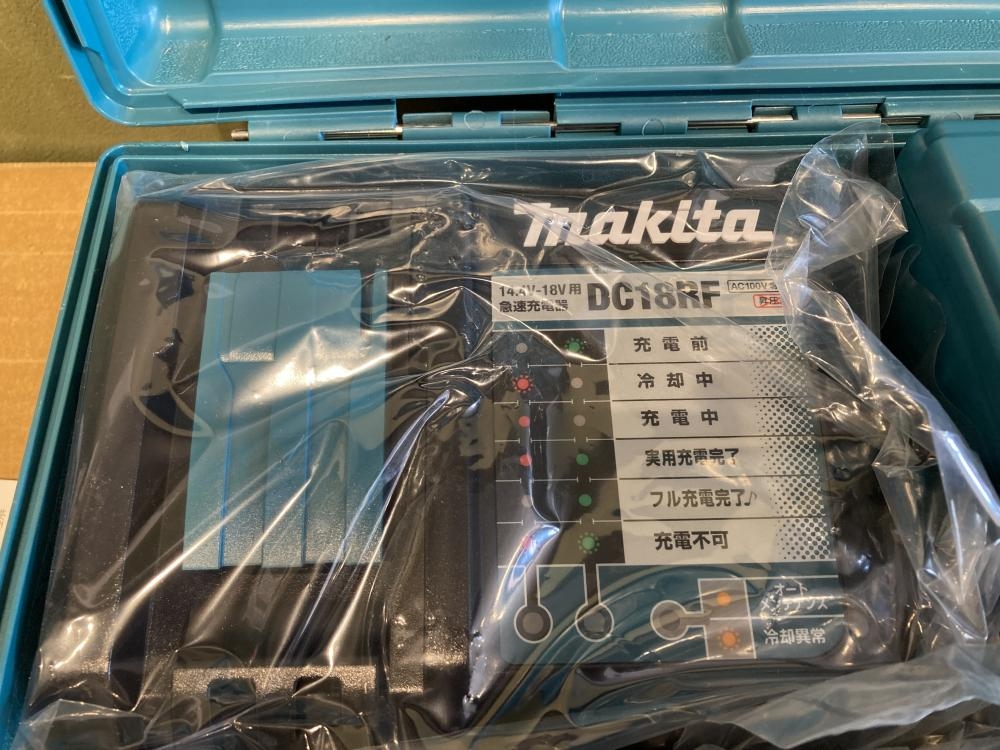 makita
14.4V-18V用
急速充電器
DC18RF
AC100V
昇圧
充電前
冷却中
充電中
実用充電完了
フル充電完了♪
充電不可
冷却異常